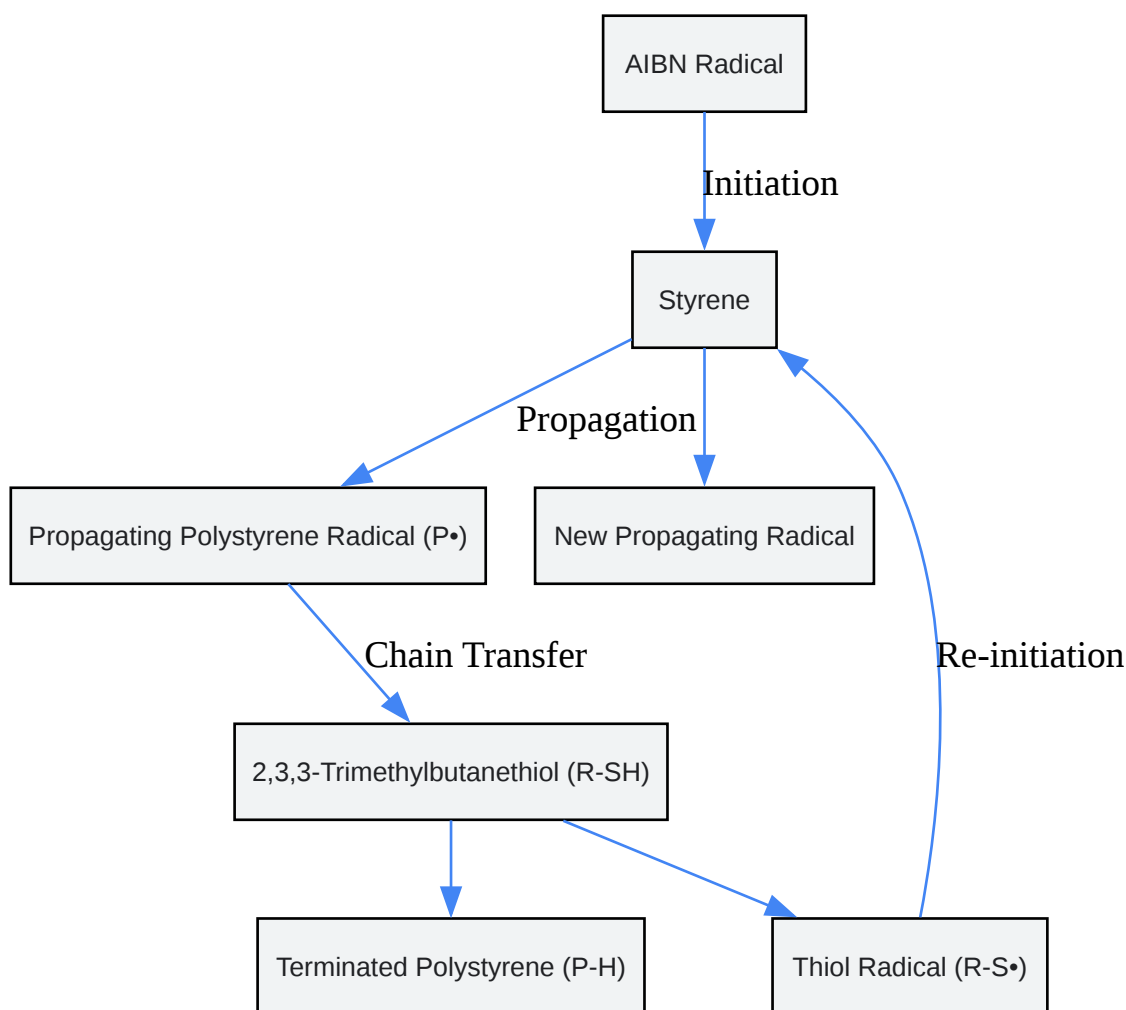 AIBN Radical
Initiation
Styrene
Propagation
Propagating Polystyrene Radical (P•)
New Propagating Radical
Chain Transfer
Re-initiation
2,3,3-Trimethylbutanethiol (R-SH)
Terminated Polystyrene (P-H)
Thiol Radical (R-S•)